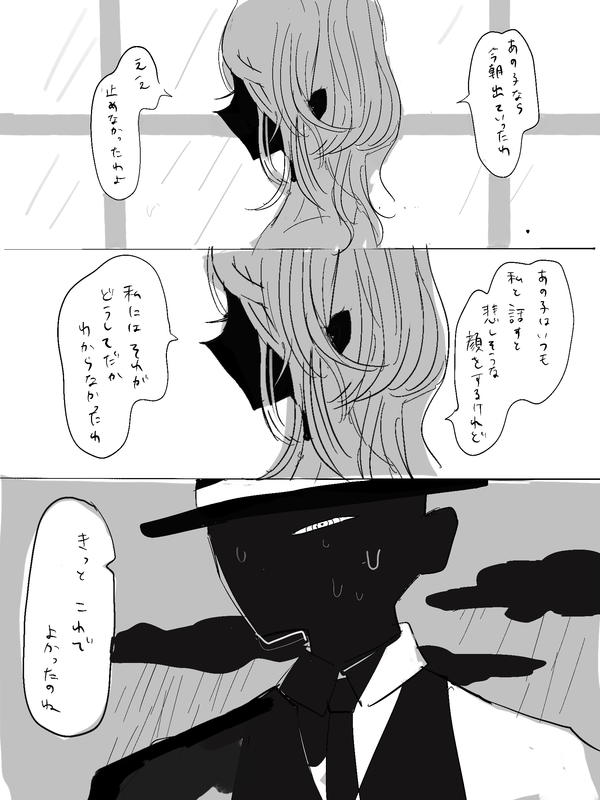 あの子なら
今朝出ていったわ
ええ
止めなかったわよ
あの子はいつも
私と話すと
悲しそうな
顔をするけれど
私にはそれが
どうしてだか
わからなかったわ
きっと これで
よかったのね